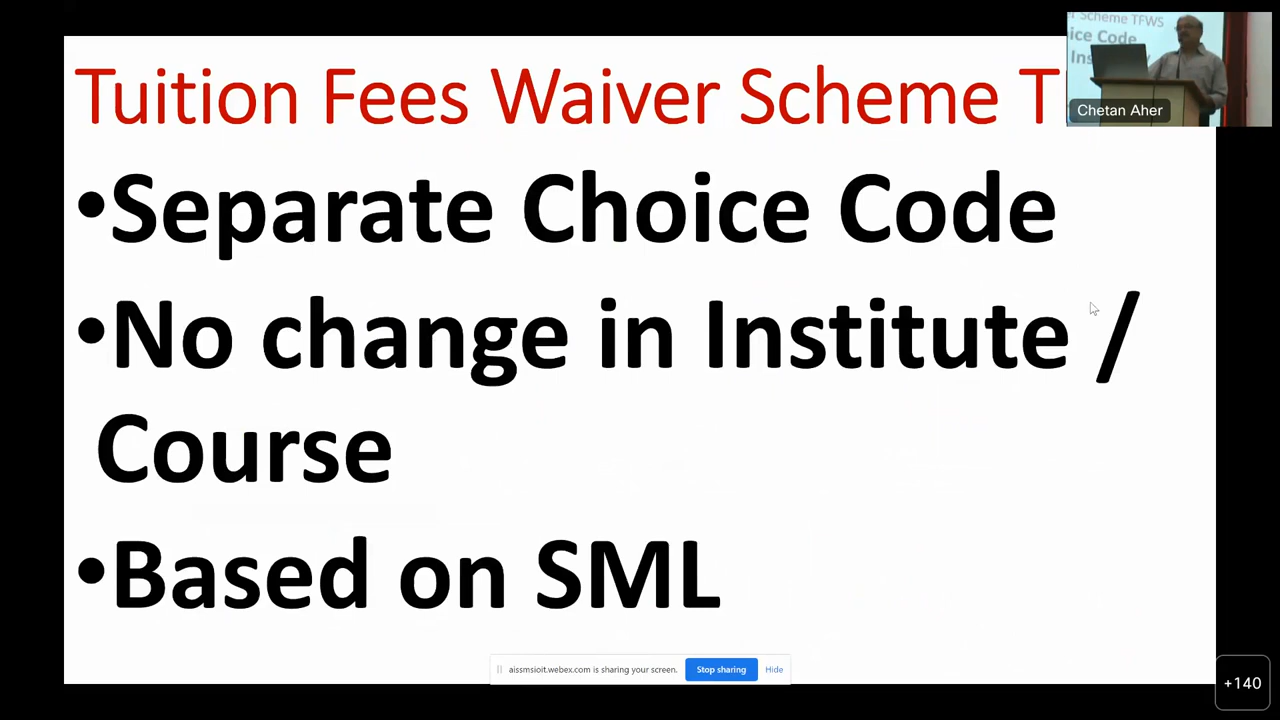 Tuition Fees Waiver Scheme T
r Scheme TFWS
ice Code
Ins
Chetan Aher
•Separate Choice Code
•No change in Institute /
Course
•Based on SML
aissmsioit.webex.com is sharing your screen.
Stop sharing
Hide
+140